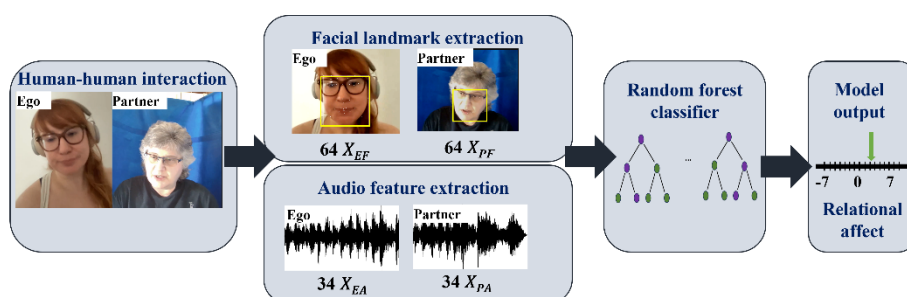 Human-human interaction
Ego
Partner
Facial landmark extraction
Ego
Partner
64 X_EF
64 X_PF
Audio feature extraction
Ego
Partner
34 X_EA
34 X_PA
Random forest
classifier
...
Model
output
-7 0 7
Relational
affect